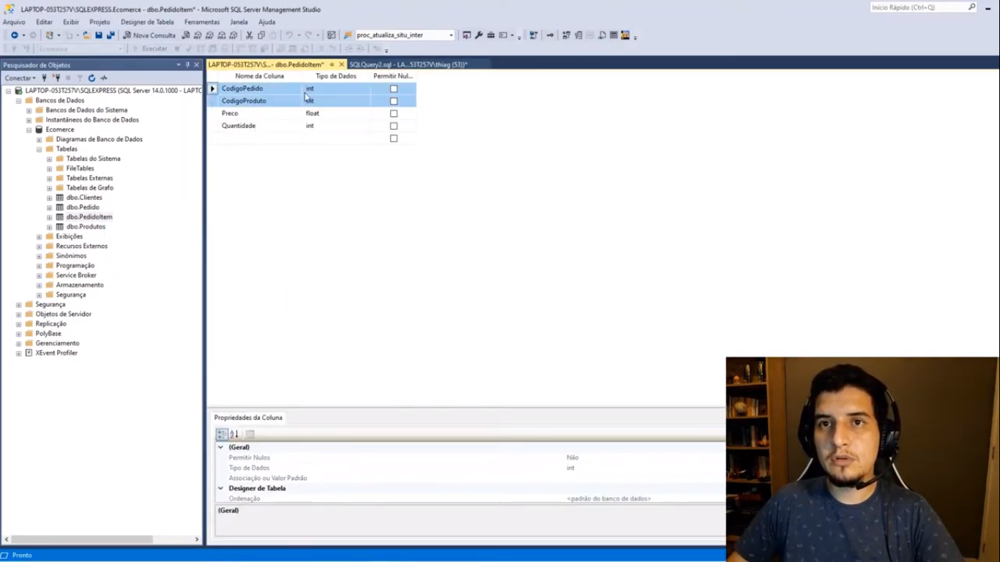 LAPTOP-053T257V\SQLEXPRESS.Ecomerce - dbo.PedidoItem* - Microsoft SQL Server Management Studio
Início Rápido (Ctrl+Q)
Arquivo Editar Exibir Projeto Designer de Tabela Ferramentas Janela Ajuda
Nova Consulta proc_atualiza_situ_inter
Ecomerce Executar
Pesquisador de Objetos
LAPTOP-053T257V\S...- dbo.PedidoItem* SQLQuery2.sql - LA...53T257V\thiag (53))*
Conectar
Nome da Coluna Tipo de Dados Permitir Nul...
CodigoPedido int
CodigoProduto
Preco float
Quantidade int
LAPTOP-053T257V\SQLEXPRESS (SQL Server 14.0.1000 - LAPTC
Bancos de Dados
Bancos de Dados do Sistema
Instantâneos do Banco de Dados
Ecomerce
Diagramas de Banco de Dados
Tabelas
Tabelas do Sistema
FileTables
Tabelas Externas
Tabelas de Grafo
dbo.Clientes
dbo.Pedido
dbo.PedidoItem
dbo.Produtos
Exibições
Recursos Externos
Sinônimos
Programação
Service Broker
Armazenamento
Segurança
Segurança
Objetos de Servidor
Replicação
PolyBase
Gerenciamento
XEvent Profiler
Propriedades da Coluna
(Geral)
Permitir Nulos Não
Tipo de Dados int
Associação ou Valor Padrão
Designer de Tabela
Ordenação <padrão do banco de dados>
(Geral)
Pronto